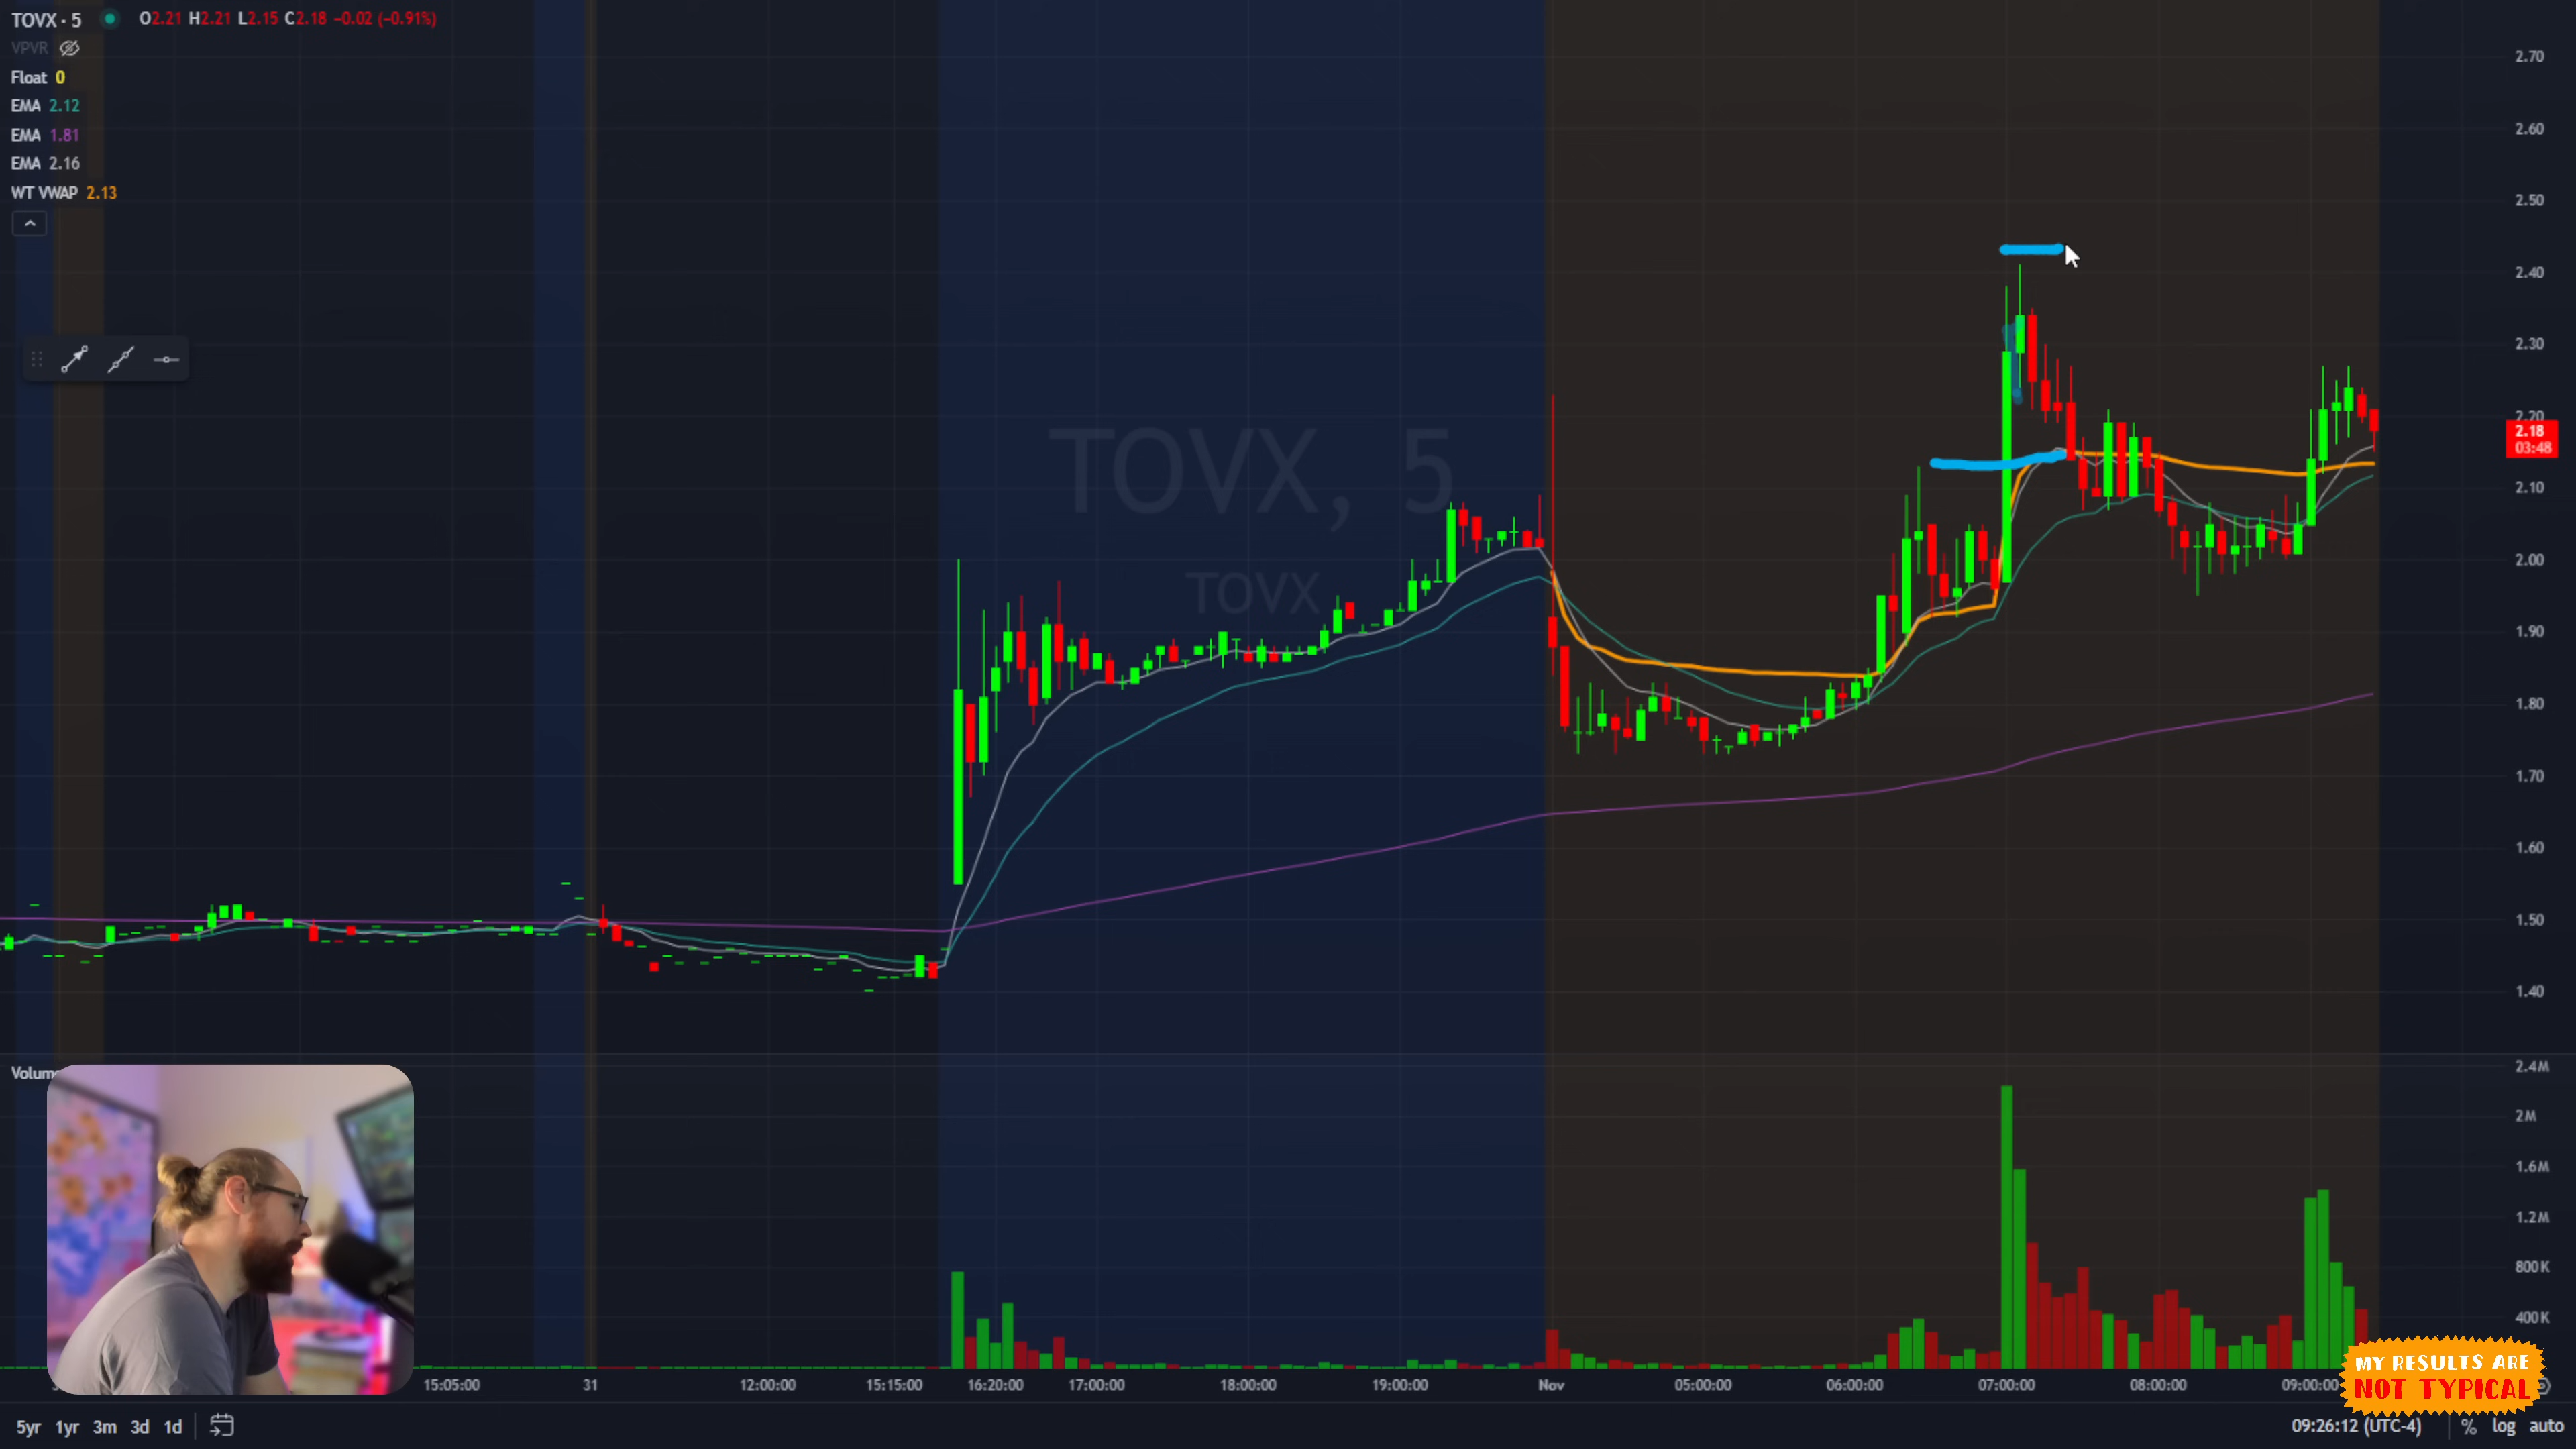 TOVX · 5 O2.21 H2.21 L2.15 C2.18 −0.02 (−0.91%)
VPVR
Float 0
EMA 2.12
EMA 1.81
EMA 2.16
WT VWAP 2.13
TOVX, 5
TOVX
2.70
2.60
2.50
2.40
2.30
2.20
2.18
03:48
2.10
2.00
1.90
1.80
1.70
1.60
1.50
1.40
2.4M
2M
1.6M
1.2M
800K
400K
15:05:00 31 12:00:00 15:15:00 16:20:00 17:00:00 18:00:00 19:00:00 Nov 05:00:00 06:00:00 07:00:00 08:00:00 09:00:00
MY RESULTS ARE
NOT TYPICAL
5yr 1yr 3m 3d 1d
09:26:12 (UTC-4) % log auto